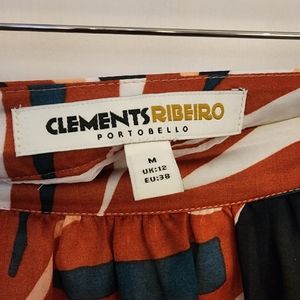 CLEMENTS RIBEIRO
PORTOBELLO
M
UK:12
EU:38